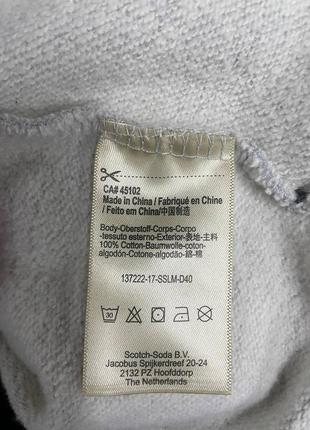 CA# 45102
Made in China / Fabriqué en Chine
/ Feito em China/中国制造
Body-Oberstoff-Corps-Corpo
-tessuto esterno-Exterior-表地-主料
100% Cotton-Baumwolle-coton-
algodón-Cotone-algodão-綿-棉
137222-17-SSLM-D40
30
Scotch-Soda B.V.
Jacobus Spijkerdreef 20-24
2132 PZ Hoofddorp
The Netherlands